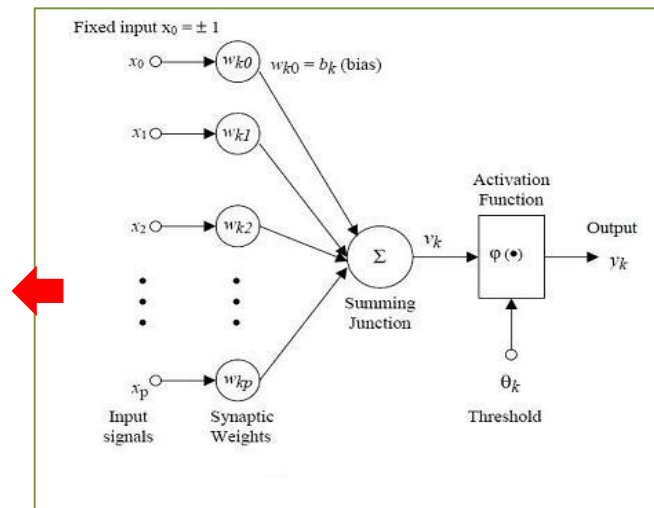 Fixed input x₀ = ± 1
x₀ wₖ₀ wₖ₀ = bₖ (bias)
x₁ wₖ₁
Activation
Function
x₂ wₖ₂ Σ vₖ φ (•) Output
yₖ
Summing
Junction
xₚ wₖₚ θₖ
Input
signals
Synaptic
Weights
Threshold